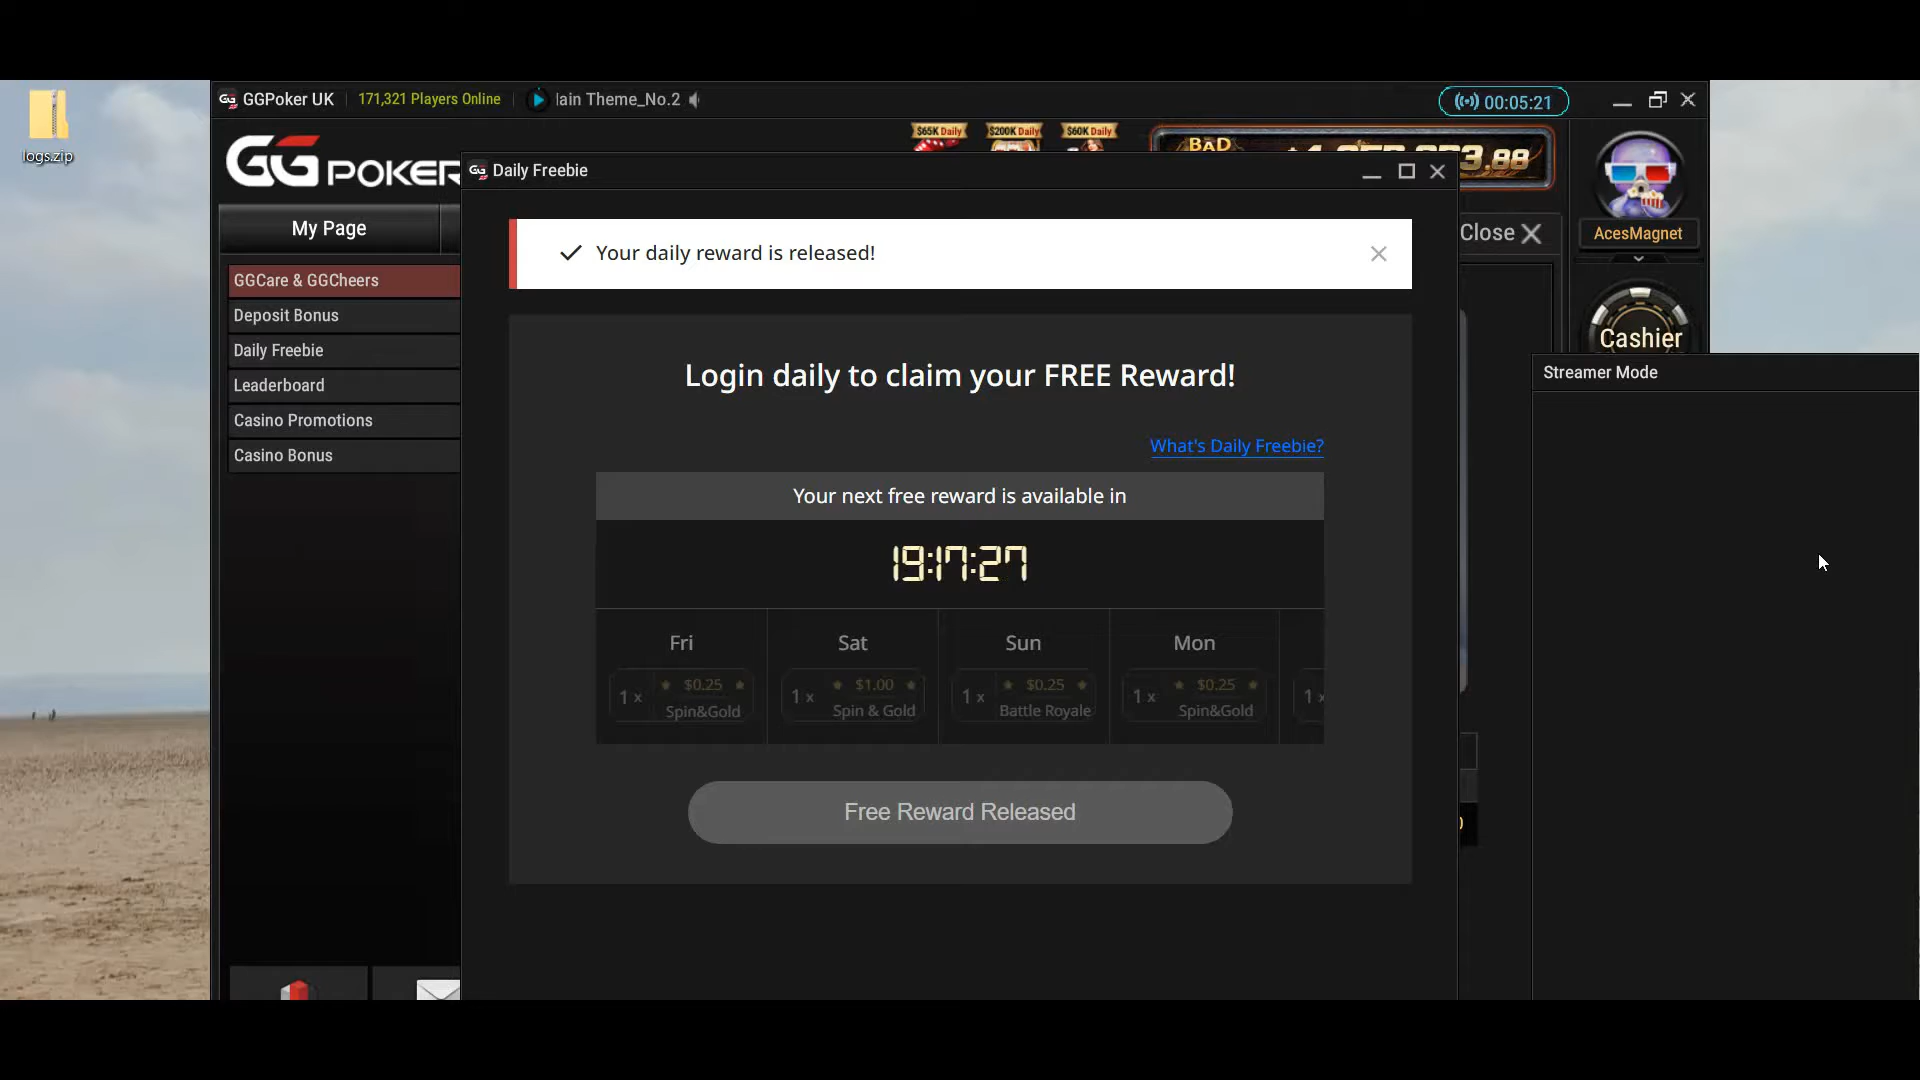 logs.zip
GGPoker UK
171,321 Players Online
lain Theme_No.2
00:05:21
$65K Daily
$200K Daily
$60K Daily
BAD
GG POKER
Daily Freebie
My Page
GGCare & GGCheers
Deposit Bonus
Daily Freebie
Leaderboard
Casino Promotions
Casino Bonus
Your daily reward is released!
Close
AcesMagnet
Cashier
Streamer Mode
Login daily to claim your FREE Reward!
What's Daily Freebie?
Your next free reward is available in
19:17:27
Fri
Sat
Sun
Mon
1 x $0.25 Spin&Gold
1 x $1.00 Spin & Gold
1 x $0.25 Battle Royale
1 x $0.25 Spin&Gold
1 x
Free Reward Released